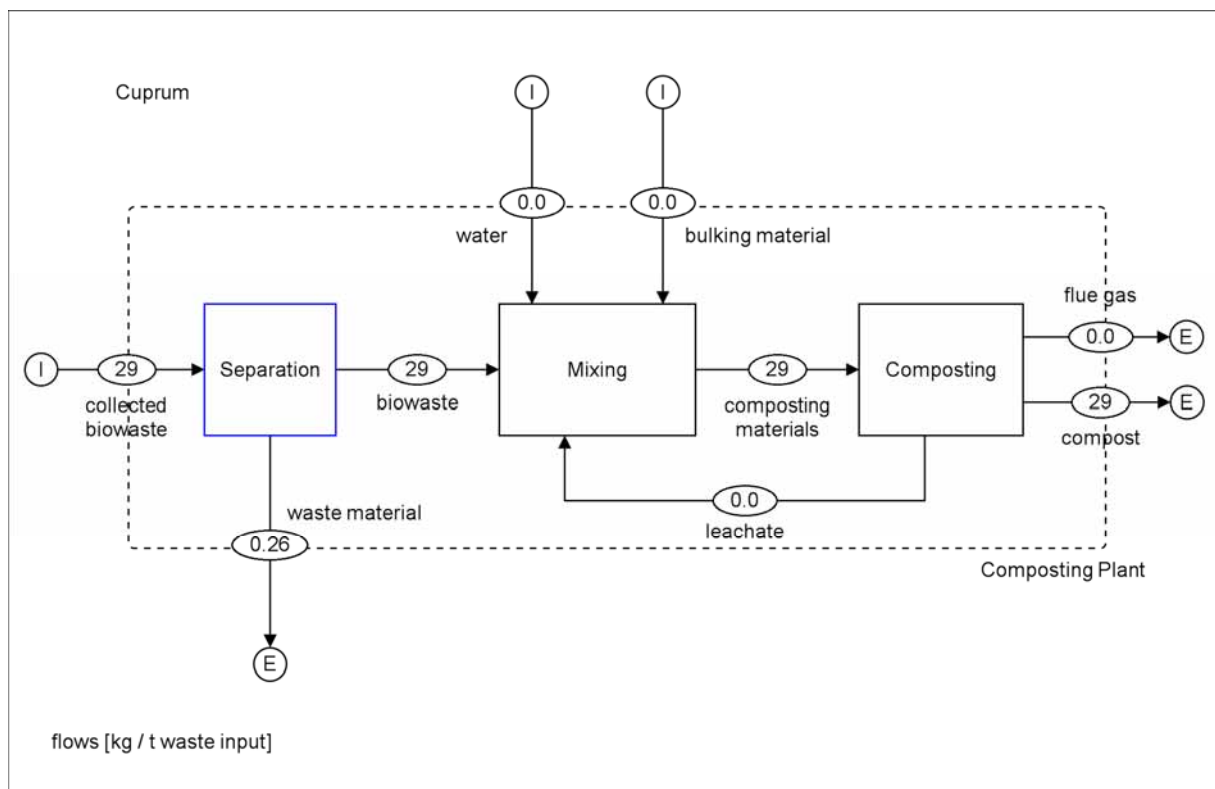 Cuprum
I
I
0.0
0.0
water
bulking material
flue gas
I
29
Separation
29
Mixing
29
Composting
0.0
E
29
E
collected
biowaste
biowaste
composting
materials
compost
waste material
0.0
leachate
0.26
Composting Plant
E
flows [kg / t waste input]